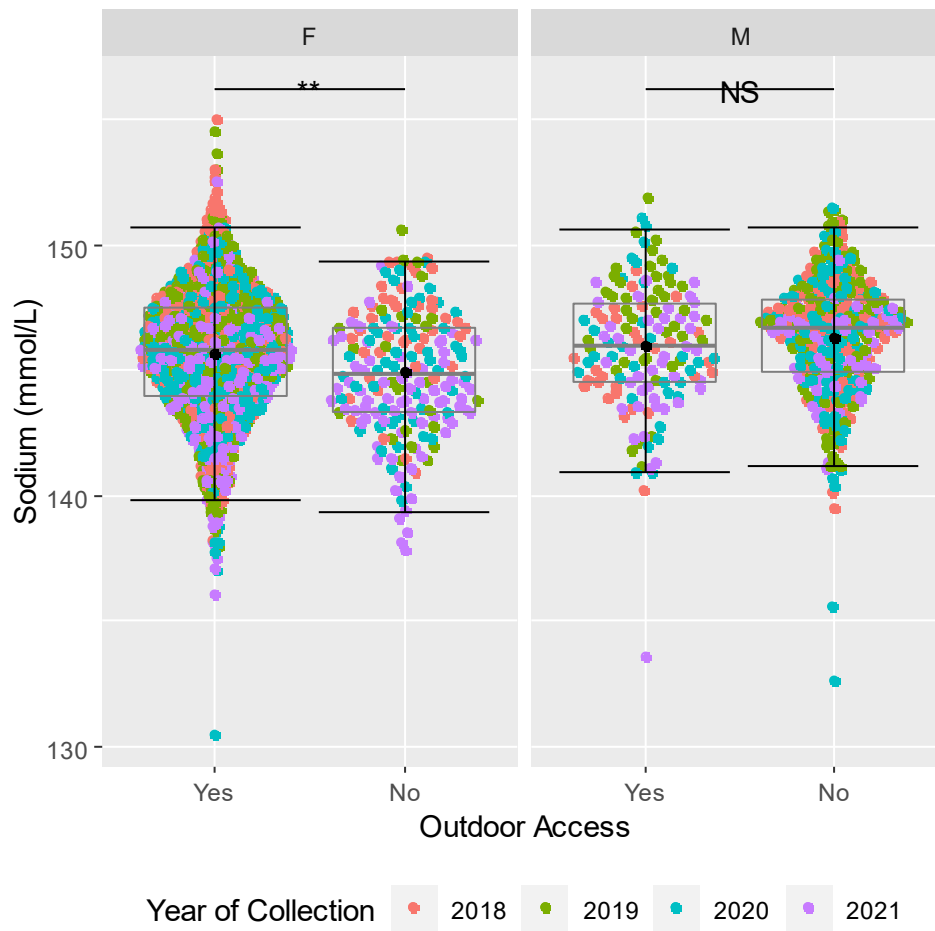 F M
** NS
Sodium (mmol/L)
150
140
130
Yes No Yes No
Outdoor Access
Year of Collection 2018 2019 2020 2021